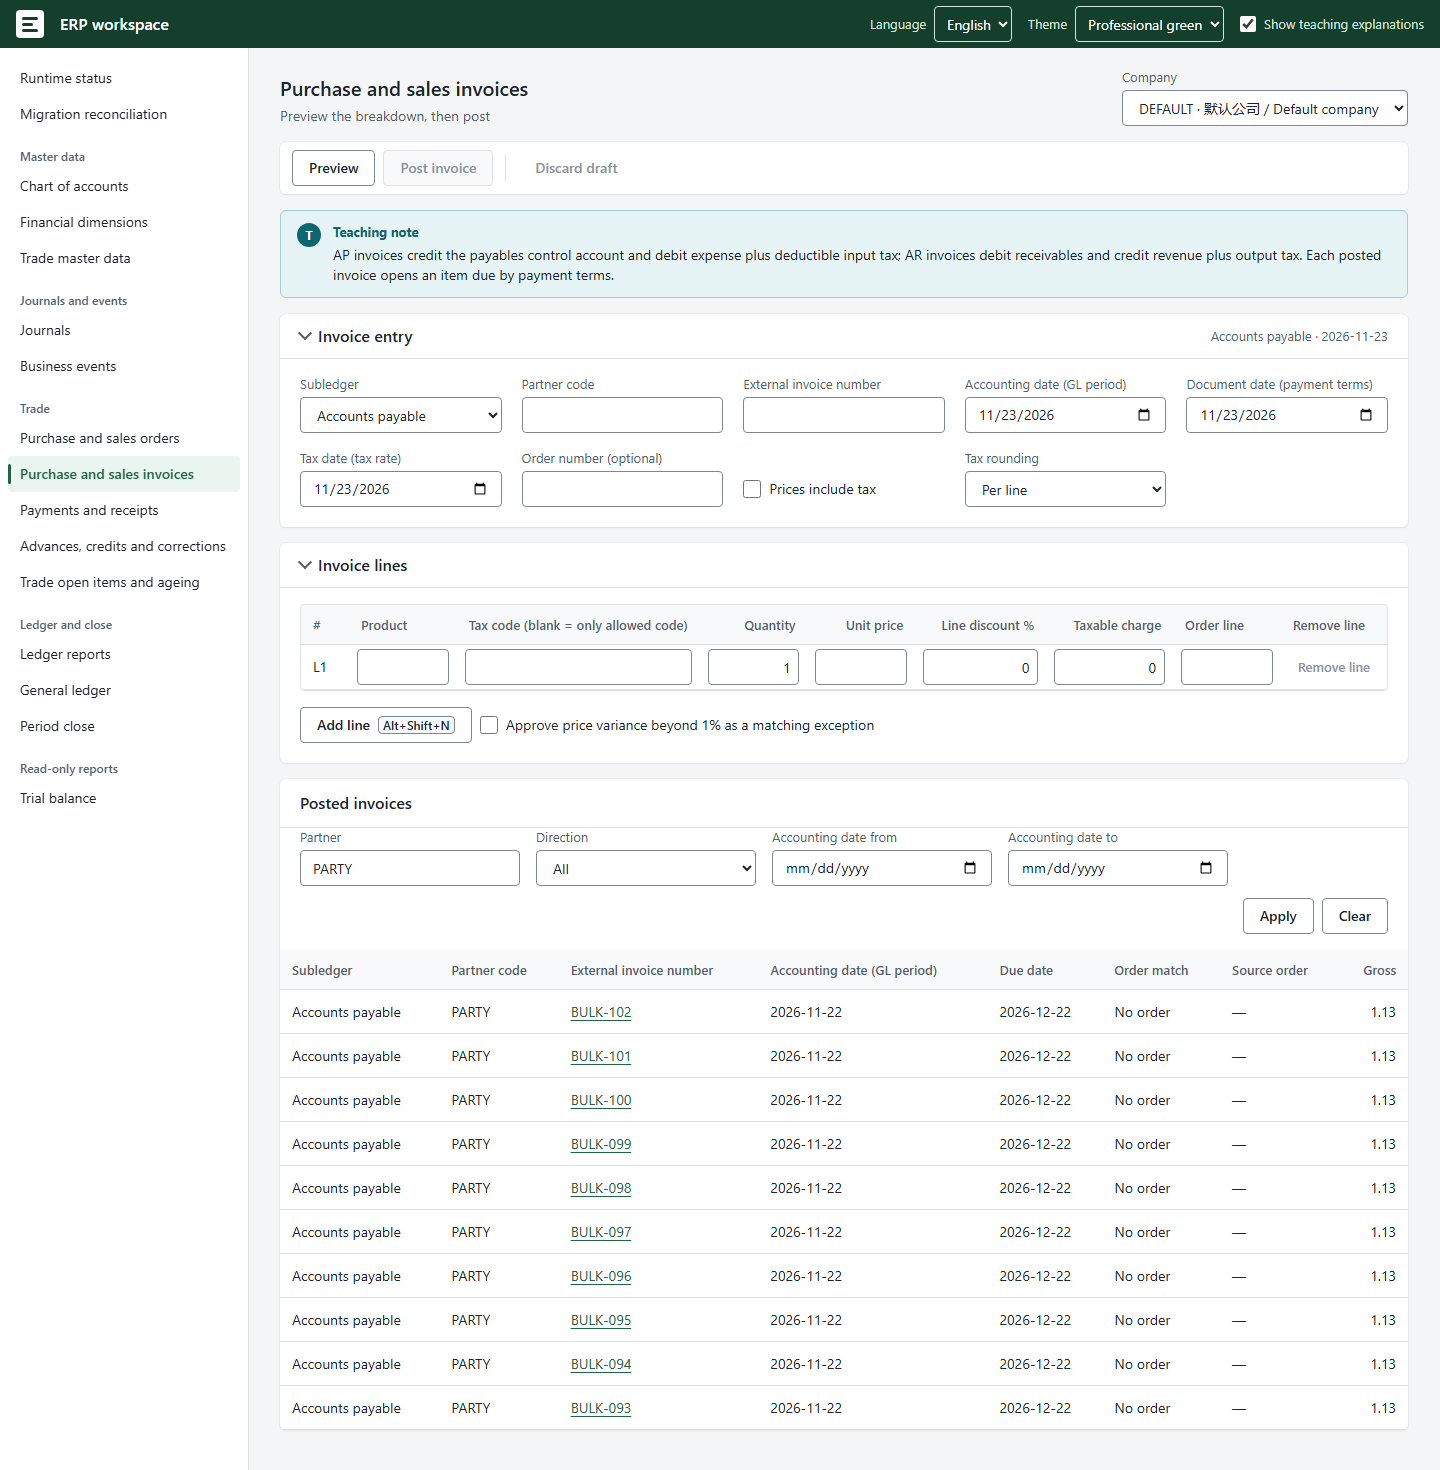 ERP workspace
Language English Theme Professional green Show teaching explanations
Runtime status
Migration reconciliation
Master data
Chart of accounts
Financial dimensions
Trade master data
Journals and events
Journals
Business events
Trade
Purchase and sales orders
Purchase and sales invoices
Payments and receipts
Advances, credits and corrections
Trade open items and ageing
Ledger and close
Ledger reports
General ledger
Period close
Read-only reports
Trial balance
Purchase and sales invoices
Preview the breakdown, then post
Company
DEFAULT · 默认公司 / Default company
Preview Post invoice Discard draft
T Teaching note
AP invoices credit the payables control account and debit expense plus deductible input tax; AR invoices debit receivables and credit revenue plus output tax. Each posted
invoice opens an item due by payment terms.
Invoice entry Accounts payable · 2026-11-23
Subledger Partner code External invoice number Accounting date (GL period) Document date (payment terms)
Accounts payable 11/23/2026 11/23/2026
Tax date (tax rate) Order number (optional) Tax rounding
11/23/2026 Prices include tax Per line
Invoice lines
# Product Tax code (blank = only allowed code) Quantity Unit price Line discount % Taxable charge Order line Remove line
L1 1 0 0 Remove line
Add line Alt+Shift+N Approve price variance beyond 1% as a matching exception
Posted invoices
Partner Direction Accounting date from Accounting date to
PARTY All mm/dd/yyyy mm/dd/yyyy
Apply Clear
Subledger Partner code External invoice number Accounting date (GL period) Due date Order match Source order Gross
Accounts payable PARTY BULK-102 2026-11-22 2026-12-22 No order — 1.13
Accounts payable PARTY BULK-101 2026-11-22 2026-12-22 No order — 1.13
Accounts payable PARTY BULK-100 2026-11-22 2026-12-22 No order — 1.13
Accounts payable PARTY BULK-099 2026-11-22 2026-12-22 No order — 1.13
Accounts payable PARTY BULK-098 2026-11-22 2026-12-22 No order — 1.13
Accounts payable PARTY BULK-097 2026-11-22 2026-12-22 No order — 1.13
Accounts payable PARTY BULK-096 2026-11-22 2026-12-22 No order — 1.13
Accounts payable PARTY BULK-095 2026-11-22 2026-12-22 No order — 1.13
Accounts payable PARTY BULK-094 2026-11-22 2026-12-22 No order — 1.13
Accounts payable PARTY BULK-093 2026-11-22 2026-12-22 No order — 1.13